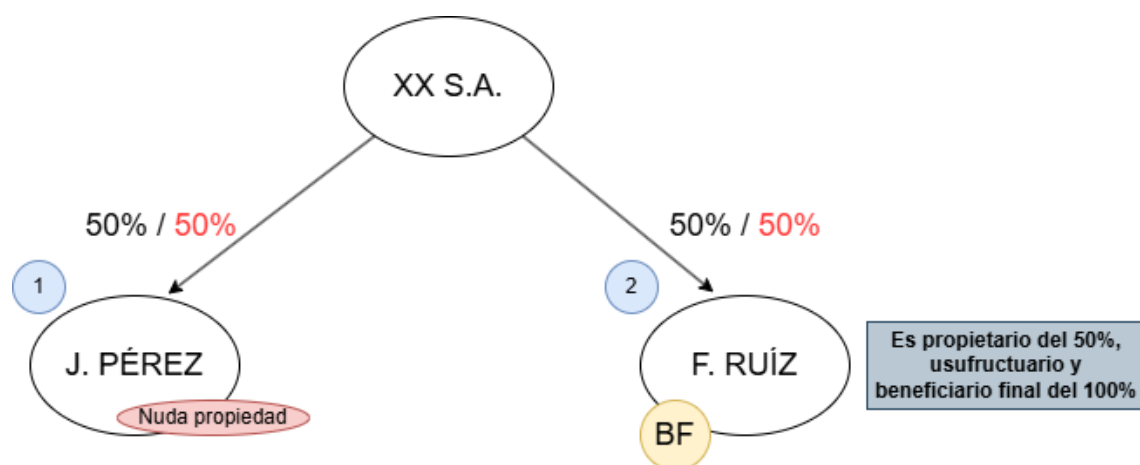 XX S.A.
50% / 50%
50% / 50%
1
2
J. PÉREZ
Nuda propiedad
F. RUÍZ
BF
Es propietario del 50%,
usufructuario y
beneficiario final del 100%